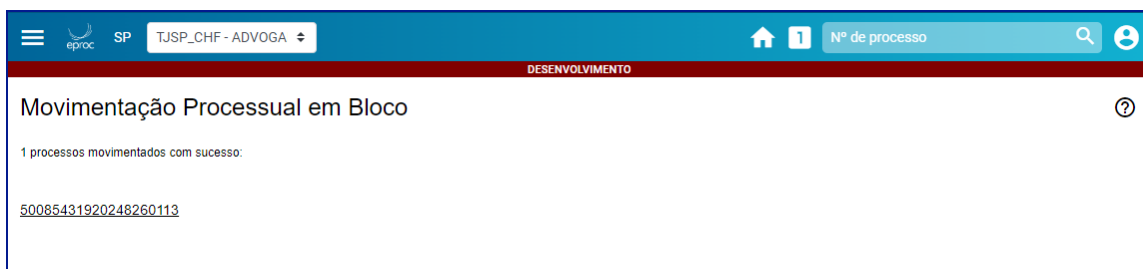 eproc SP TJSP_CHF - ADVOGA 1 Nº de processo
DESENVOLVIMENTO
Movimentação Processual em Bloco
1 processos movimentados com sucesso:
50085431920248260113